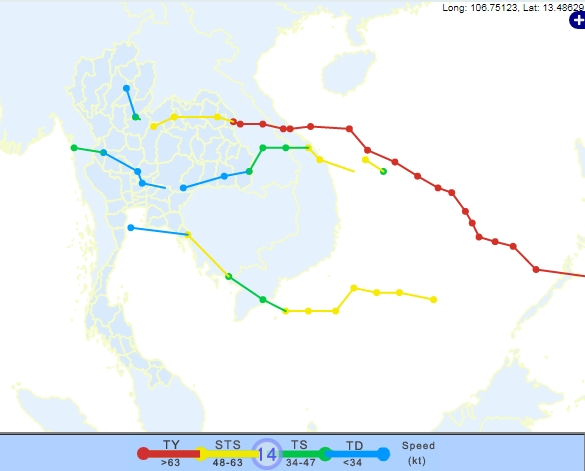 Long: 106.75123, Lat: 13.48629
TY STS TS TD Speed
>63 48-63 14 34-47 <34 (kt)